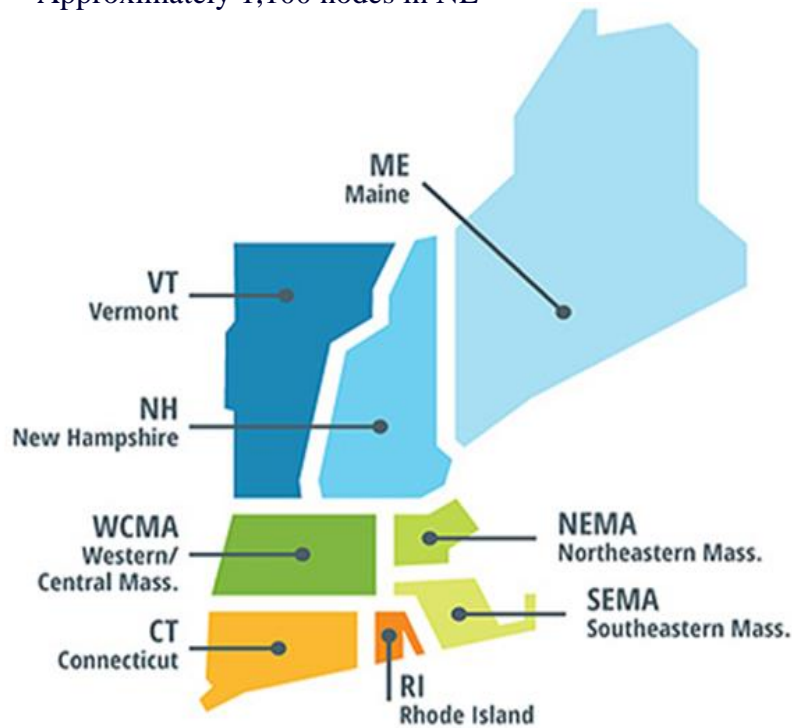 Approximately 1,100 nodes in NE
ME
Maine
VT
Vermont
NH
New Hampshire
WCMA
Western/
Central Mass.
NEMA
Northeastern Mass.
SEMA
Southeastern Mass.
CT
Connecticut
RI
Rhode Island